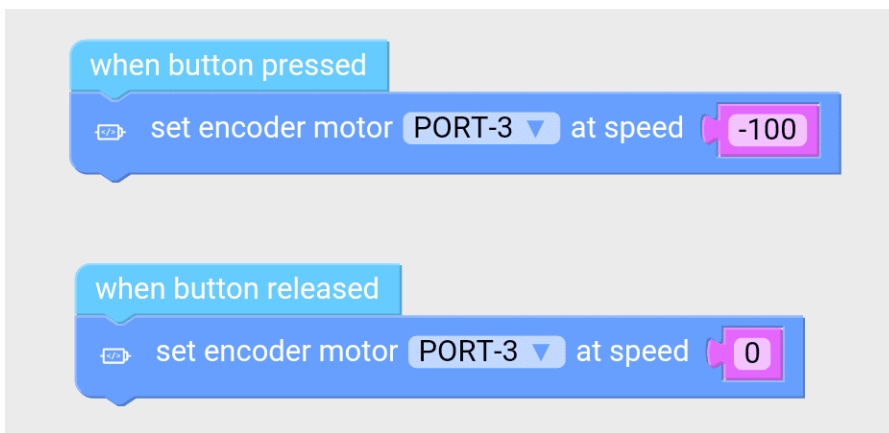 when button pressed
set encoder motor PORT-3 ▼ at speed -100
when button released
set encoder motor PORT-3 ▼ at speed 0